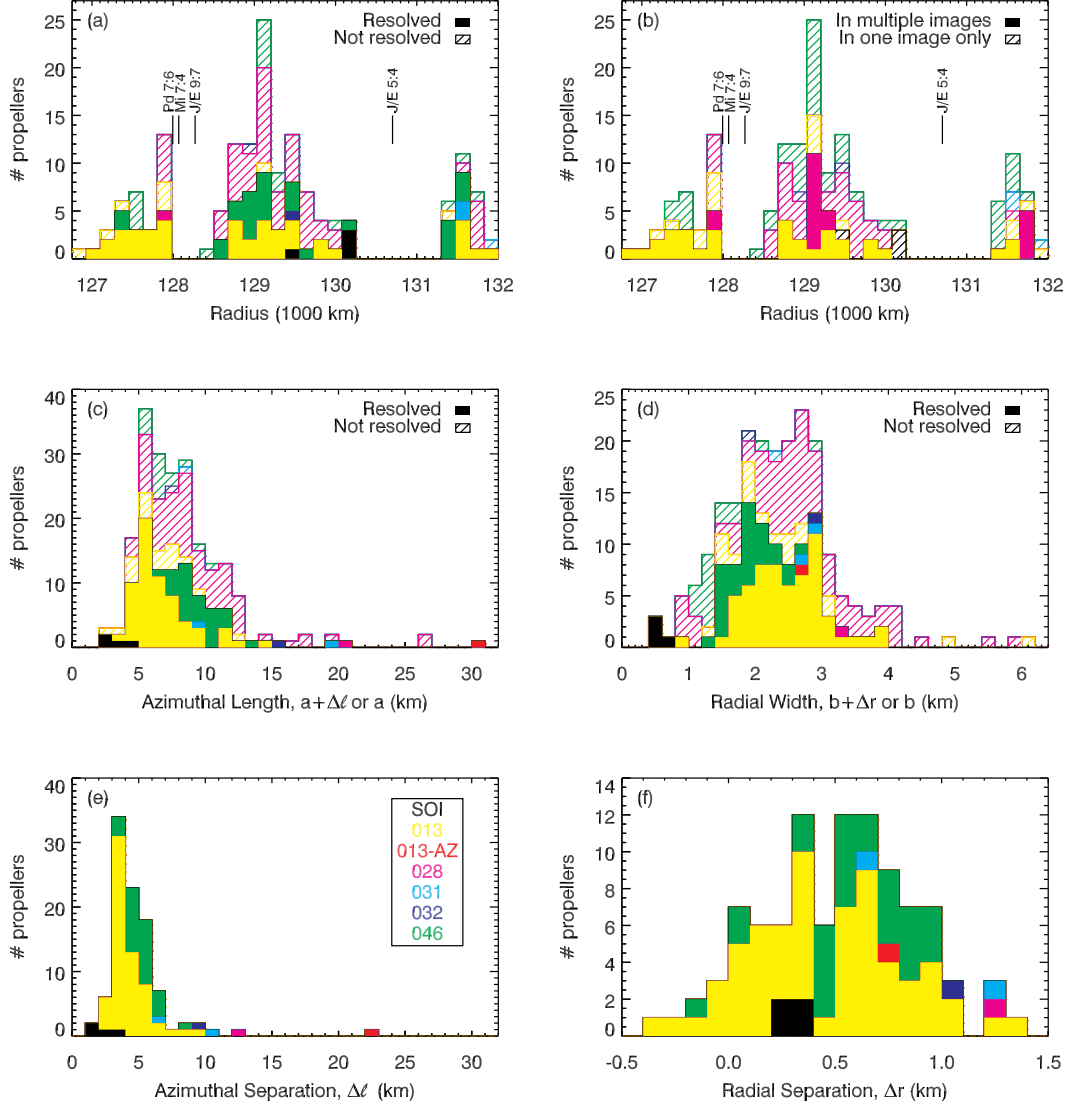 (a)
Resolved
Not resolved
Pd 7:6
Mi 7:4
J/E 9:7
J/E 5:4
# propellers
0
5
10
15
20
25
127
128
129
130
131
132
Radius (1000 km)
(b)
In multiple images
In one image only
Pd 7:6
Mi 7:4
J/E 9:7
J/E 5:4
# propellers
0
5
10
15
20
25
127
128
129
130
131
132
Radius (1000 km)
(c)
Resolved
Not resolved
# propellers
0
10
20
30
40
0
5
10
15
20
25
30
Azimuthal Length, a+Δℓ or a (km)
(d)
Resolved
Not resolved
# propellers
0
5
10
15
20
25
0
1
2
3
4
5
6
Radial Width, b+Δr or b (km)
(e)
SOI
013
013-AZ
028
031
032
046
# propellers
0
10
20
30
40
0
5
10
15
20
25
30
Azimuthal Separation, Δℓ (km)
(f)
# propellers
0
2
4
6
8
10
12
14
-0.5
0.0
0.5
1.0
1.5
Radial Separation, Δr (km)